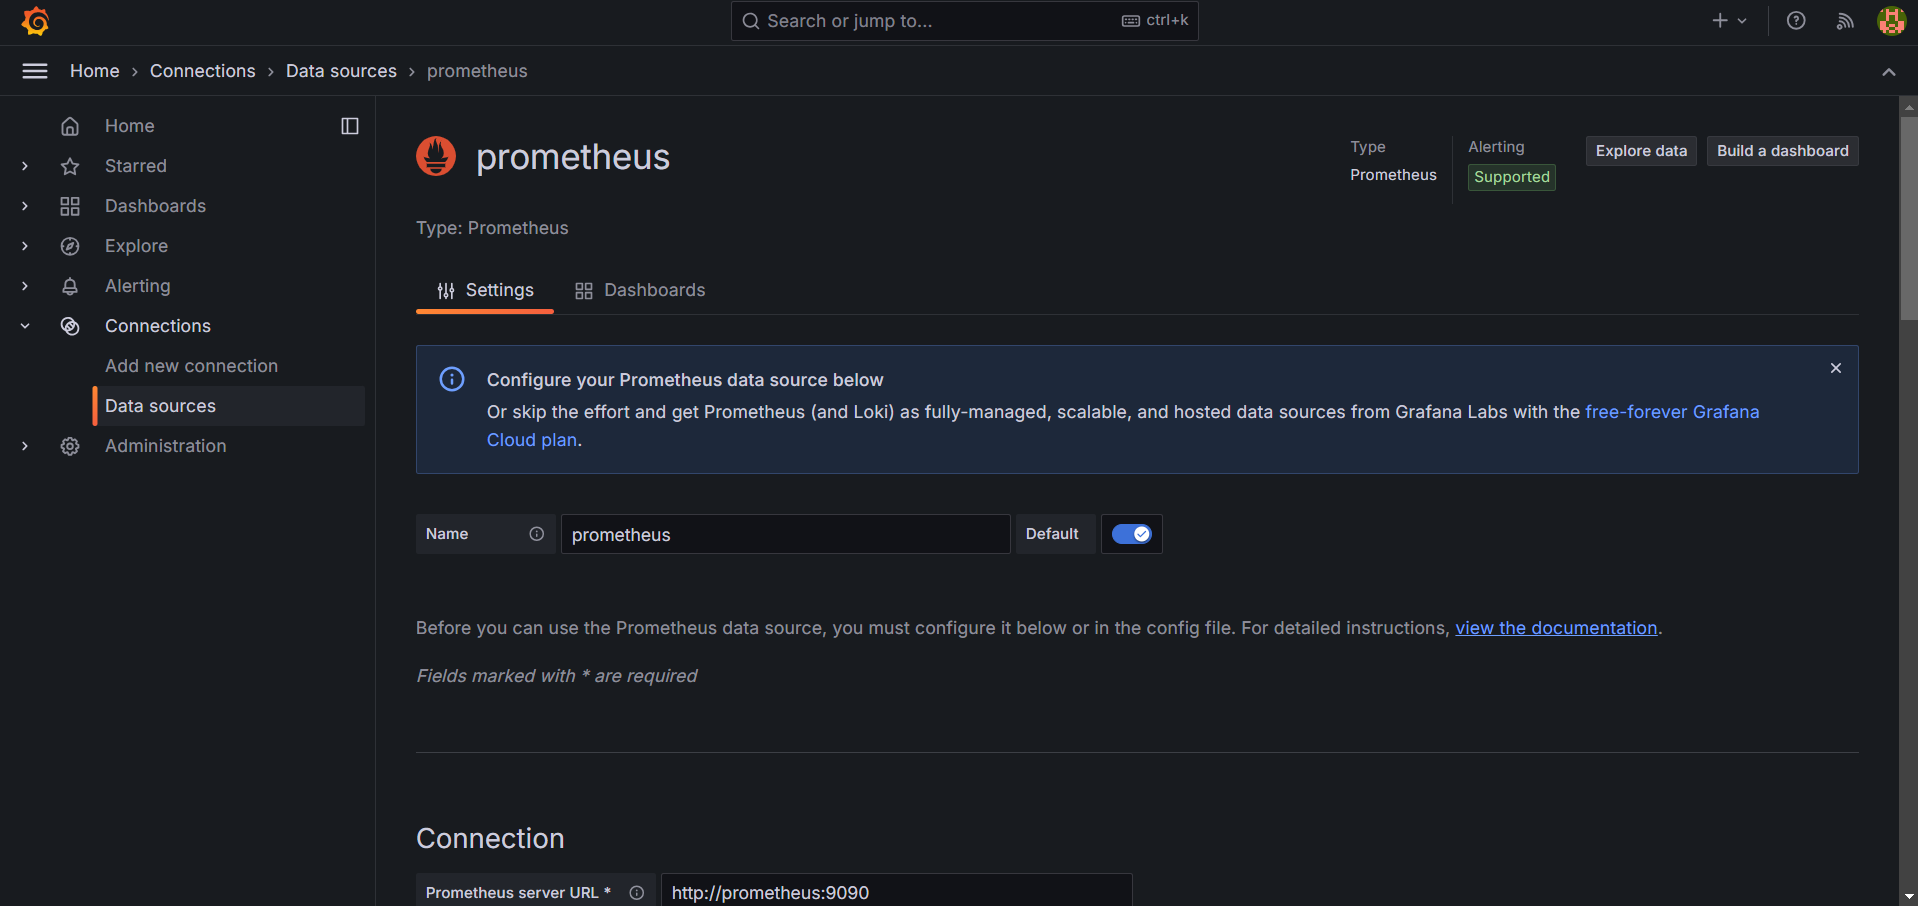 Search or jump to...
ctrl+k
Home
Connections
Data sources
prometheus
Home
Starred
Dashboards
Explore
Alerting
Connections
Add new connection
Data sources
Administration
prometheus
Type
Prometheus
Alerting
Supported
Explore data
Build a dashboard
Type: Prometheus
Settings
Dashboards
Configure your Prometheus data source below
Or skip the effort and get Prometheus (and Loki) as fully-managed, scalable, and hosted data sources from Grafana Labs with the free-forever Grafana
Cloud plan.
Name
prometheus
Default
Before you can use the Prometheus data source, you must configure it below or in the config file. For detailed instructions, view the documentation.
Fields marked with * are required
Connection
Prometheus server URL *
http://prometheus:9090